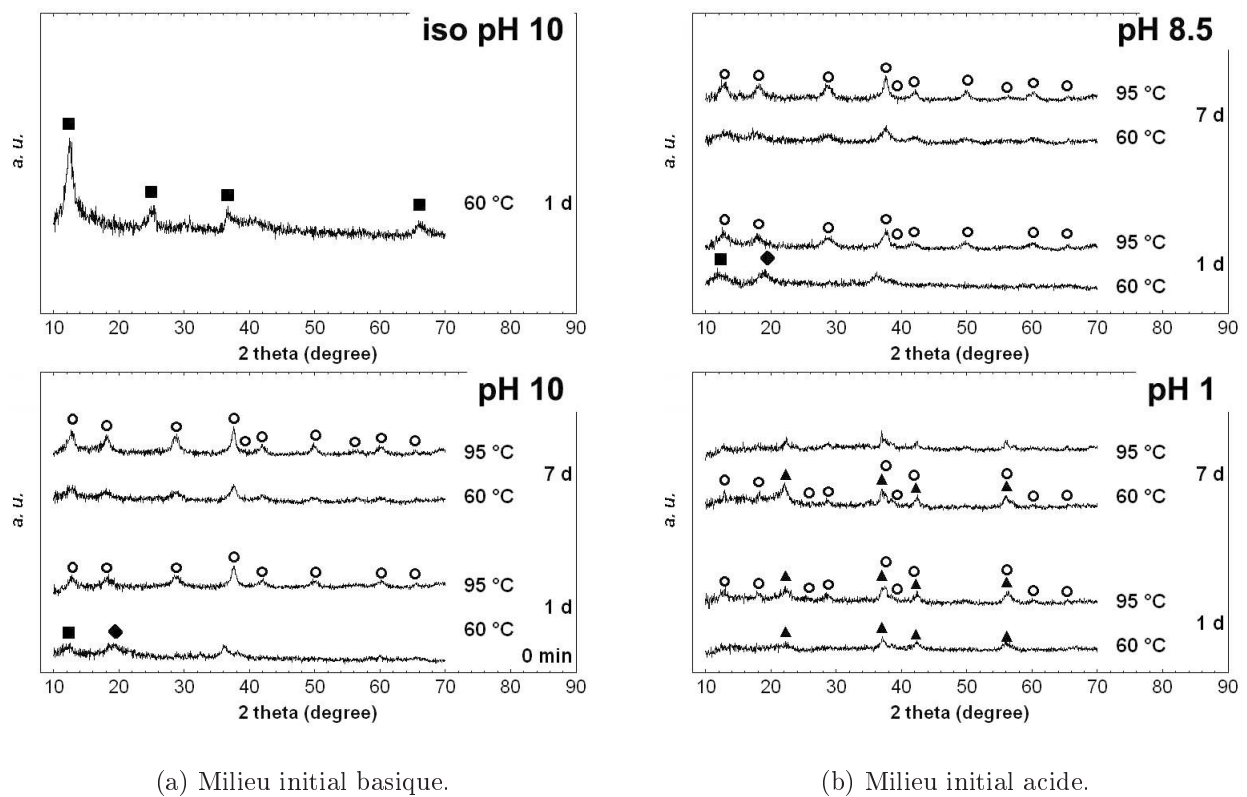 iso pH 10
a. u.
60 °C 1 d
10 20 30 40 50 60 70 80 90
2 theta (degree)
pH 10
a. u.
95 °C
7 d
60 °C
95 °C
1 d
60 °C
0 min
10 20 30 40 50 60 70 80 90
2 theta (degree)
(a) Milieu initial basique.
pH 8.5
a. u.
95 °C
7 d
60 °C
95 °C
1 d
60 °C
10 20 30 40 50 60 70 80 90
2 theta (degree)
pH 1
a. u.
95 °C
7 d
60 °C
95 °C
1 d
60 °C
10 20 30 40 50 60 70 80 90
2 theta (degree)
(b) Milieu initial acide.